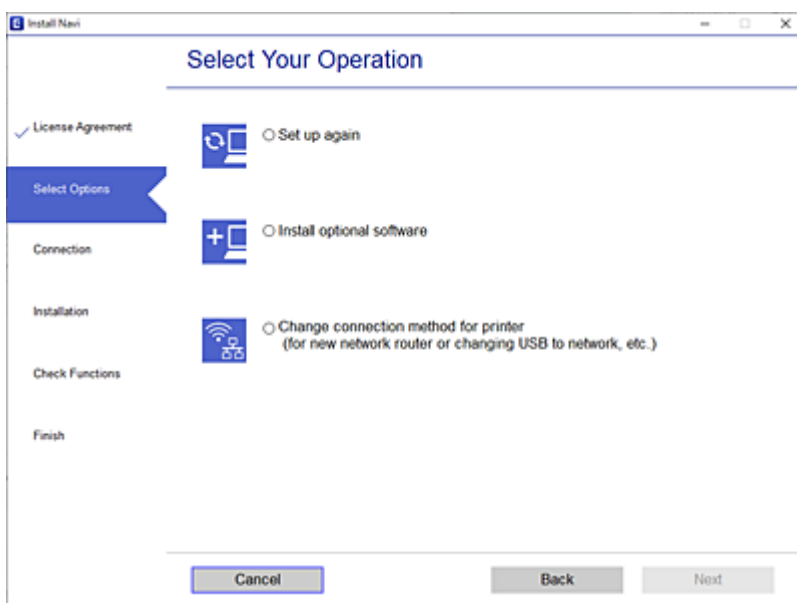 Install Navi
Select Your Operation
License Agreement
Select Options
Connection
Installation
Check Functions
Finish
Set up again
Install optional software
Change connection method for printer
(for new network router or changing USB to network, etc.)
Cancel
Back
Next